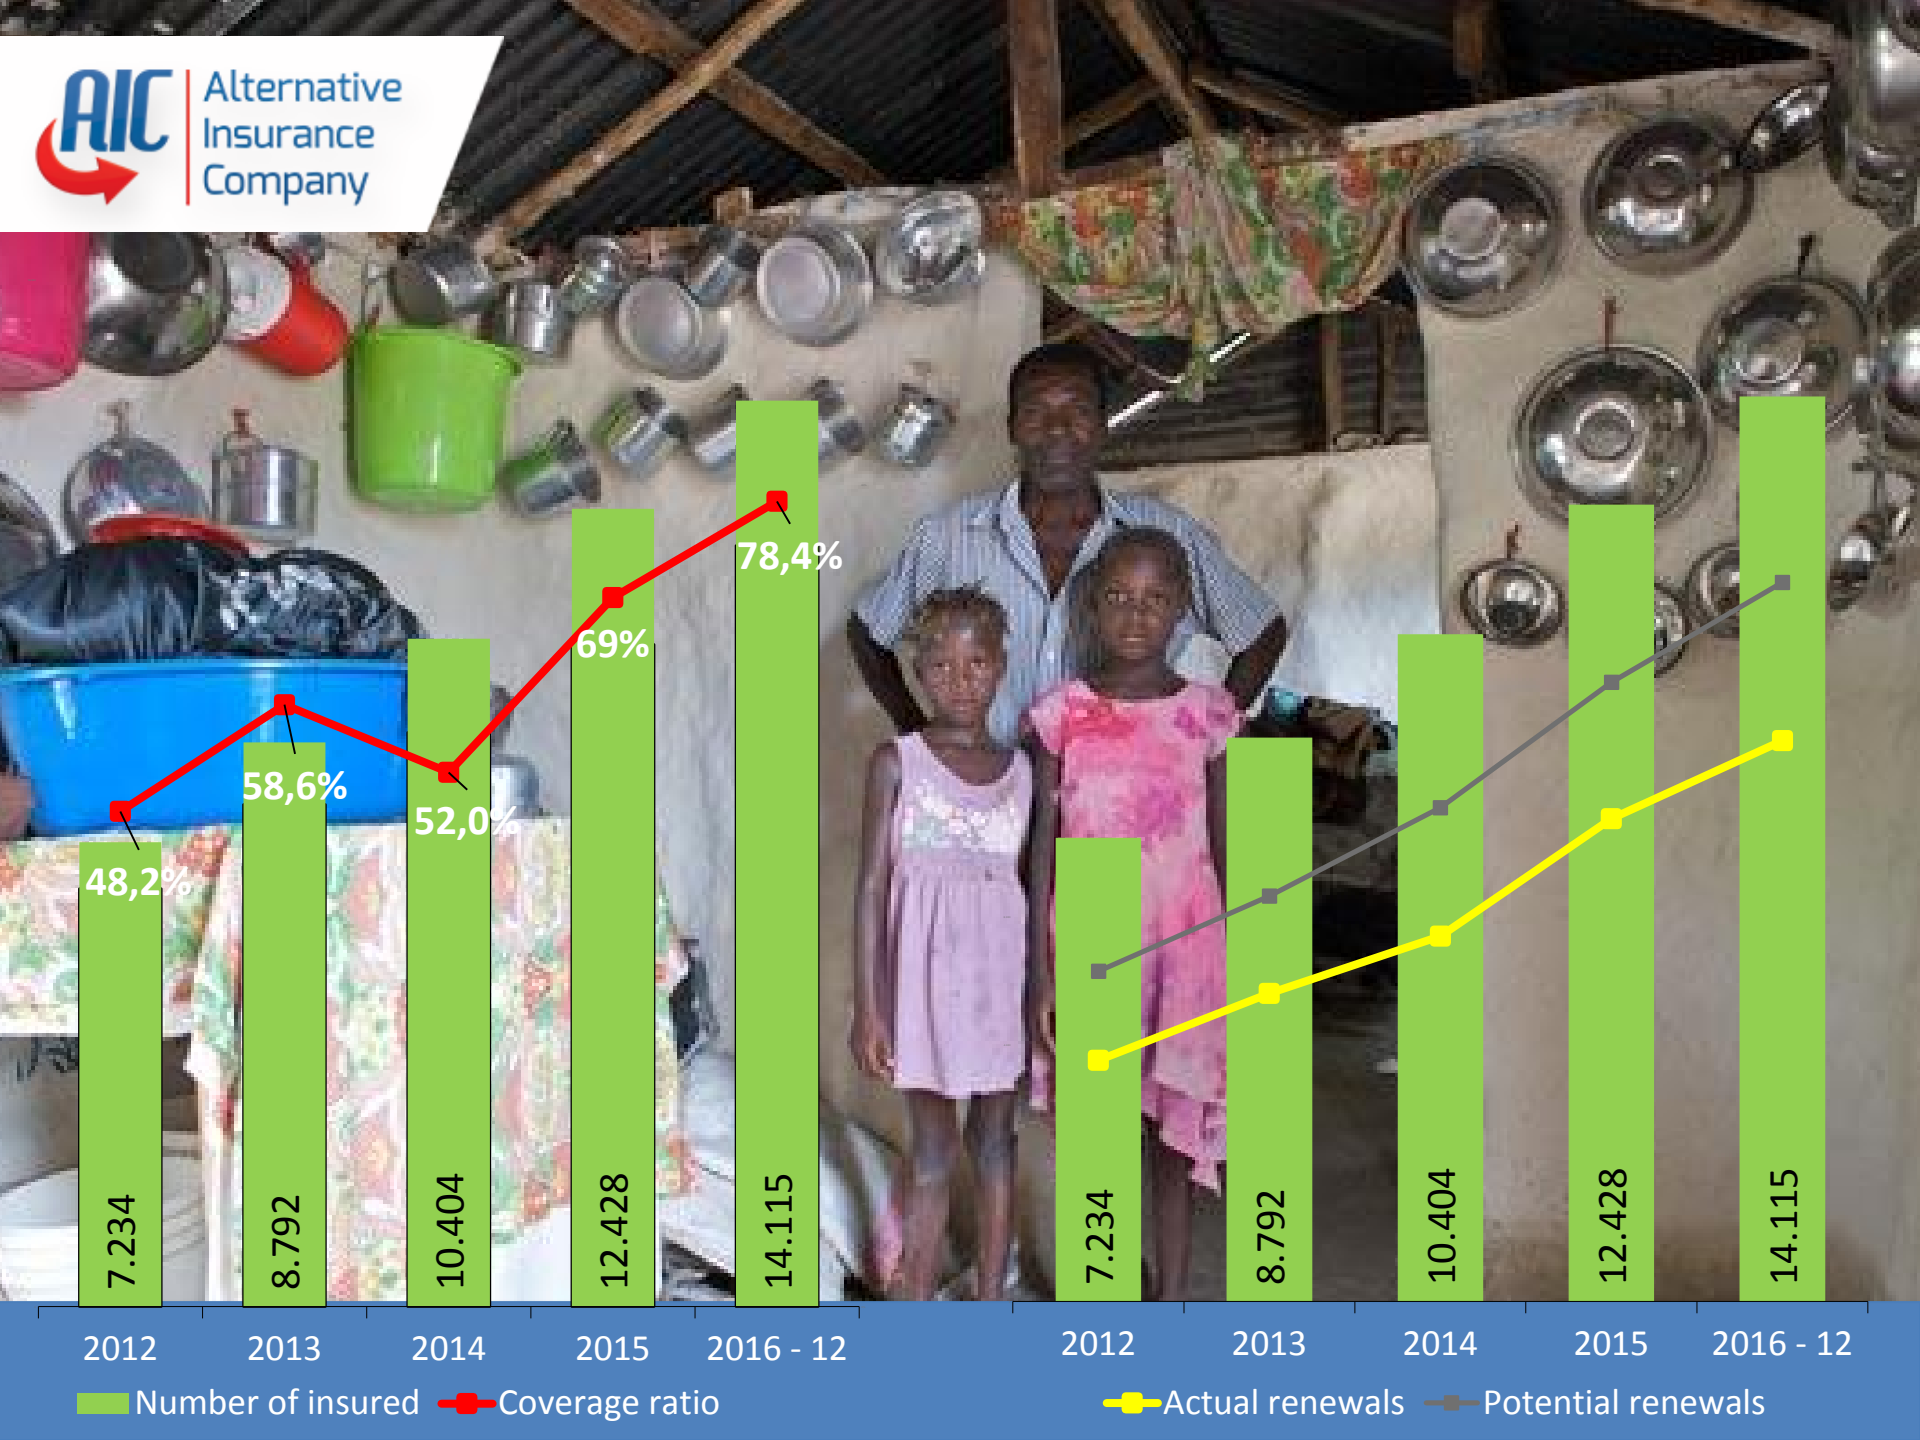 AIC
Alternative
Insurance
Company
78,4%
69%
58,6%
52,0%
48,2%
7.234
8.792
10.404
12.428
14.115
7.234
8.792
10.404
12.428
14.115
2012
2013
2014
2015
2016 - 12
2012
2013
2014
2015
2016 - 12
Number of insured
Coverage ratio
Actual renewals
Potential renewals